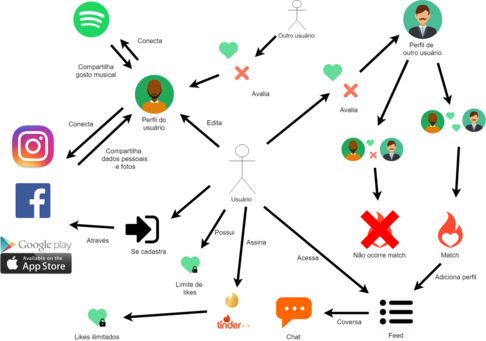 Outro usuário
Conecta
Compartilha
gosto musical
Avalia
Perfil de
outro usuário
Avalia
Perfil do
usuário
Edita
Conecta
Compartilha
dados pessoais
e fotos
Usuário
Através
Se cadastra
Google play
Available on the
App Store
Possui
Assina
Acessa
Não ocorre match
Match
Limite de
likes
Adiciona perfil
tinder++
Likes ilimitados
Chat
Coversa
Feed